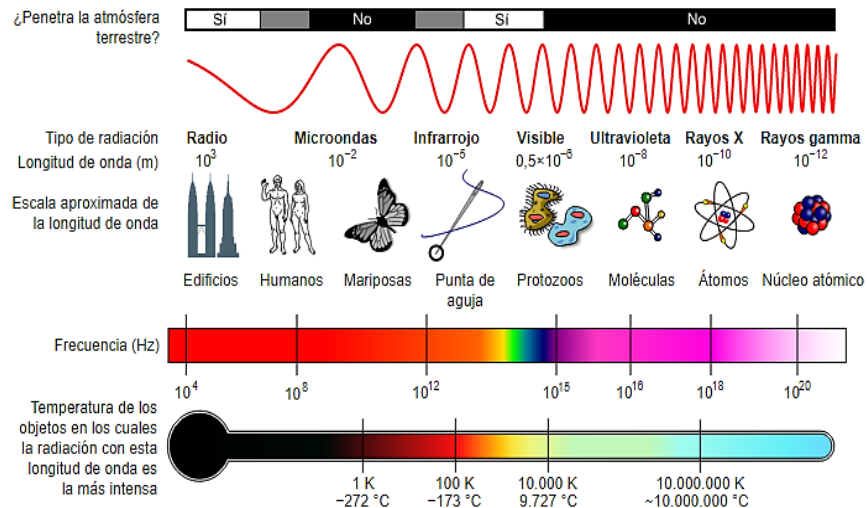 ¿Penetra la atmósfera
terrestre?
Sí No Sí No
Tipo de radiación
Radio Microondas Infrarrojo Visible Ultravioleta Rayos X Rayos gamma
Longitud de onda (m)
10³ 10⁻² 10⁻⁵ 0,5×10⁻⁶ 10⁻⁸ 10⁻¹⁰ 10⁻¹²
Escala aproximada de
la longitud de onda
Edificios Humanos Mariposas Punta de
aguja
Protozoos Moléculas Átomos Núcleo atómico
Frecuencia (Hz)
10⁴ 10⁸ 10¹² 10¹⁵ 10¹⁶ 10¹⁸ 10²⁰
Temperatura de los
objetos en los cuales
la radiación con esta
longitud de onda es
la más intensa
1 K 100 K 10.000 K 10.000.000 K
−272 °C −173 °C 9.727 °C ~10.000.000 °C